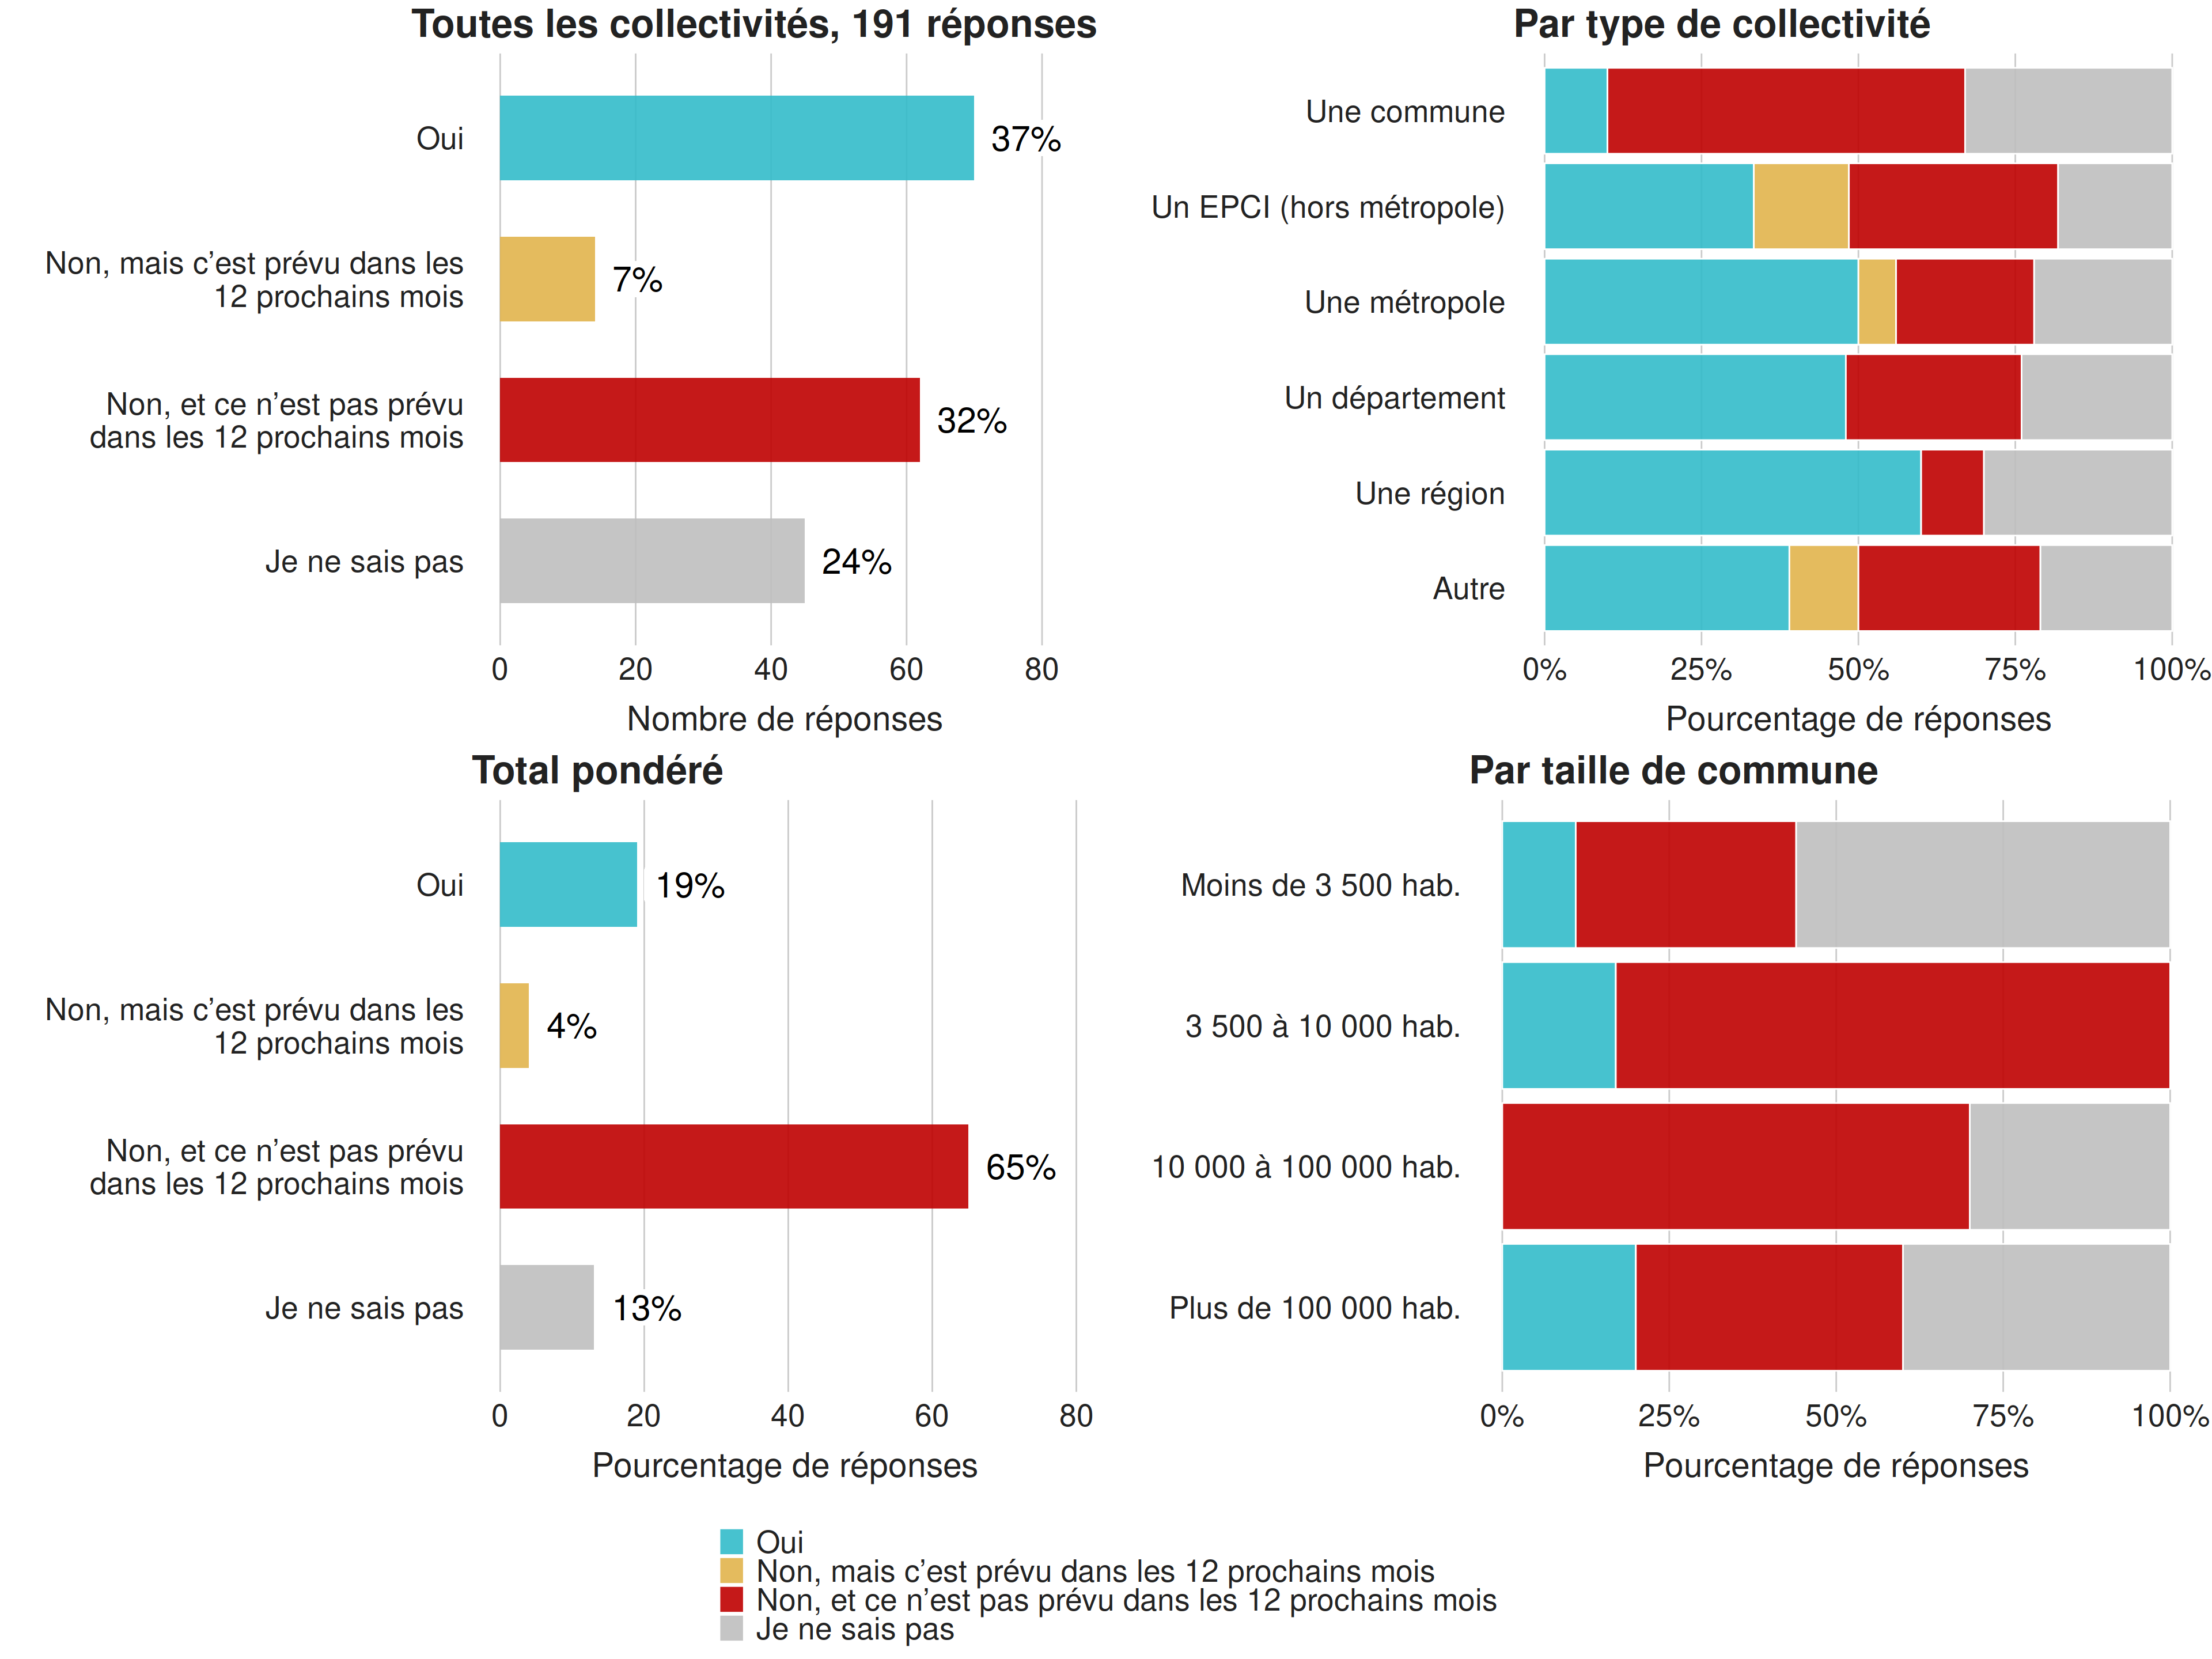 Toutes les collectivités, 191 réponses
Oui
37%
Non, mais c’est prévu dans les
12 prochains mois
7%
Non, et ce n’est pas prévu
dans les 12 prochains mois
32%
Je ne sais pas
24%
0 20 40 60 80
Nombre de réponses
Par type de collectivité
Une commune
Un EPCI (hors métropole)
Une métropole
Un département
Une région
Autre
0% 25% 50% 75% 100%
Pourcentage de réponses
Total pondéré
Oui
19%
Non, mais c’est prévu dans les
12 prochains mois
4%
Non, et ce n’est pas prévu
dans les 12 prochains mois
65%
Je ne sais pas
13%
0 20 40 60 80
Pourcentage de réponses
Par taille de commune
Moins de 3 500 hab.
3 500 à 10 000 hab.
10 000 à 100 000 hab.
Plus de 100 000 hab.
0% 25% 50% 75% 100%
Pourcentage de réponses
Oui
Non, mais c’est prévu dans les 12 prochains mois
Non, et ce n’est pas prévu dans les 12 prochains mois
Je ne sais pas